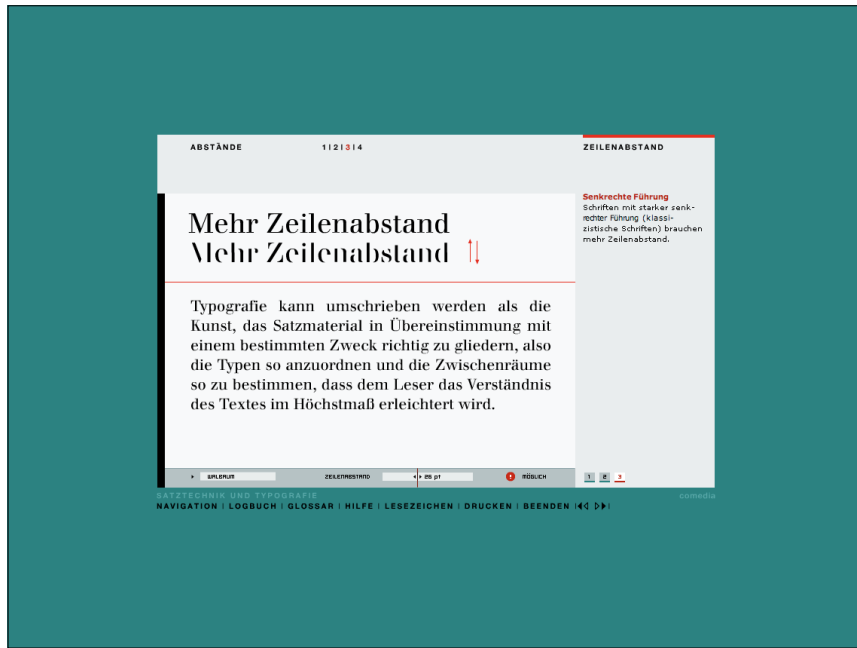 ABSTÄNDE
1 | 2 | 3 | 4
ZEILENABSTAND
Senkrechte Führung
Schriften mit starker senk-
rechter Führung (klassi-
zistische Schriften) brauchen
mehr Zeilenabstand.
Mehr Zeilenabstand
Mehr Zeilenabstand
Typografie kann umschrieben werden als die
Kunst, das Satzmaterial in Übereinstimmung mit
einem bestimmten Zweck richtig zu gliedern, also
die Typen so anzuordnen und die Zwischenräume
so zu bestimmen, dass dem Leser das Verständnis
des Textes im Höchstmaß erleichtert wird.
WALBAUM
ZEILENABSTAND
26 pt
MÖGLICH
1 2 3
SATZTECHNIK UND TYPOGRAFIE
comedia
NAVIGATION | LOGBUCH | GLOSSAR | HILFE | LESEZEICHEN | DRUCKEN | BEENDEN